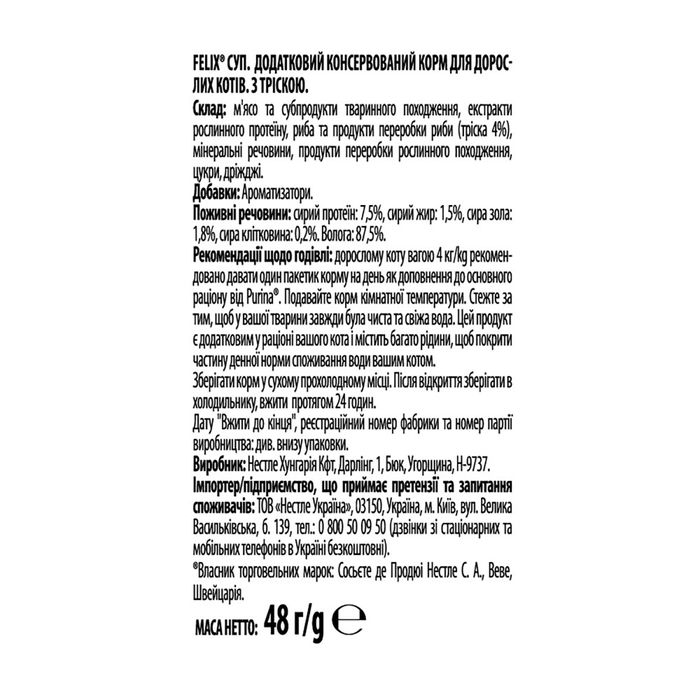 FELIX® СУП. ДОДАТКОВИЙ КОНСЕРВОВАНИЙ КОРМ ДЛЯ ДОРОС-
ЛИХ КОТІВ. З ТРІСКОЮ.
Склад: м'ясо та субпродукти тваринного походження, екстракти
рослинного протеїну, риба та продукти переробки риби (тріска 4%),
мінеральні речовини, продукти переробки рослинного походження,
цукри, дріжджі.
Добавки: Ароматизатори.
Поживні речовини: сирий протеїн: 7,5%, сирий жир: 1,5%, сира зола:
1,8%, сира клітковина: 0,2%. Волога: 87,5%.
Рекомендації щодо годівлі: дорослому коту вагою 4 кг/kg рекомен-
довано давати один пакетик корму на день як доповнення до основного
раціону від Purina®. Подавайте корм кімнатної температури. Стежте за
тим, щоб у вашої тварини завжди була чиста та свіжа вода. Цей продукт
є додатковим у раціоні вашого кота і містить багато рідини, щоб покрити
частину денної норми споживання води вашим котом.
Зберігати корм у сухому прохолодному місці. Після відкриття зберігати в
холодильнику, вжити протягом 24 годин.
Дату "Вжити до кінця", реєстраційний номер фабрики та номер партії
виробництва: див. внизу упаковки.
Виробник: Нестле Хунгарія Кфт, Дарлінг, 1, Бюк, Угорщина, Н-9737.
Імпортер/підприємство, що приймає претензії та запитання
споживачів: ТОВ «Нестле Україна», 03150, Україна, м. Київ, вул. Велика
Васильківська, б. 139, тел.: 0 800 50 09 50 (дзвінки зі стаціонарних та
мобільних телефонів в Україні безкоштовні).
®Власник торговельних марок: Сосьєте де Продюї Нестле С. А., Веве,
Швейцарія.
МАСА НЕТТО: 48 г/g ℮